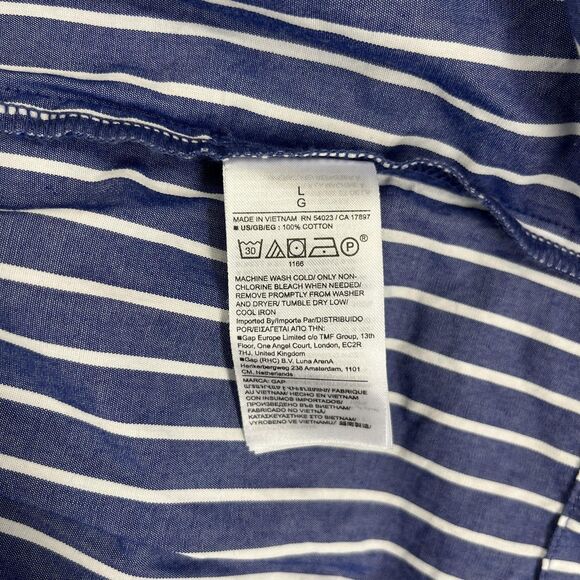 L
G
MADE IN VIETNAM RN 54023 / CA 17897
■ US/GB/EG : 100% COTTON
30 P
1166
MACHINE WASH COLD/ ONLY NON-
CHLORINE BLEACH WHEN NEEDED/
REMOVE PROMPTLY FROM WASHER
AND DRYER/ TUMBLE DRY LOW/
COOL IRON
Imported By/Importe Par/DISTRIBUIDO
POR/ΕΙΣΑΓΕΤΑΙ ΑΠΟ ΤΗΝ:
■Gap Europe Limited c/o TMF Group, 13th
Floor, One Angel Court, London, EC2R
7HJ, United Kingdom
■Gap (RHC) B.V. Luna ArenA
Herikerbergweg 238 Amsterdam, 1101
CM, Netherlands
MARCA: GAP
FABRIQUE
AU VIETNAM/ HECHO EN VIETNAM
CON INSUMOS IMPORTADOS/
ПРОИЗВЕДЕНО ВЪВ ВИЕТНАМ/
FABRICADO NO VIETNÃ/
ΚΑΤΑΣΚΕΥΑΣΤΗΚΕ ΣΤΟ ΒΙΕΤΝΑΜ/
VYROBENO VE VIETNAMU/